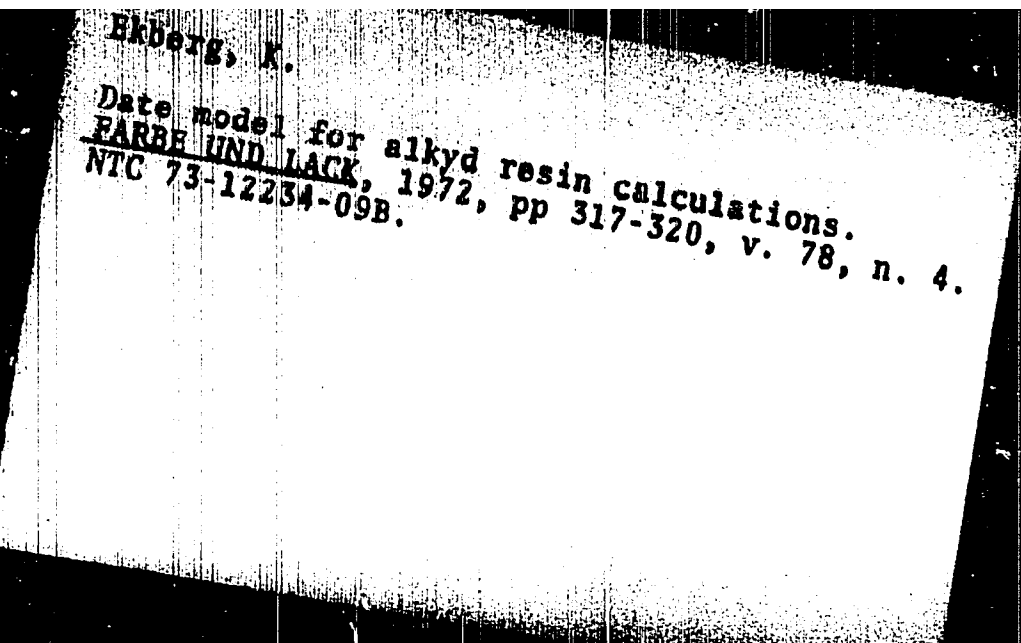 Ekberg, K.
Date model for alkyd resin calculations.
FARBE UND LACK, 1972, pp 317-320, v. 78, n. 4.
NTC 73-12234-09B.